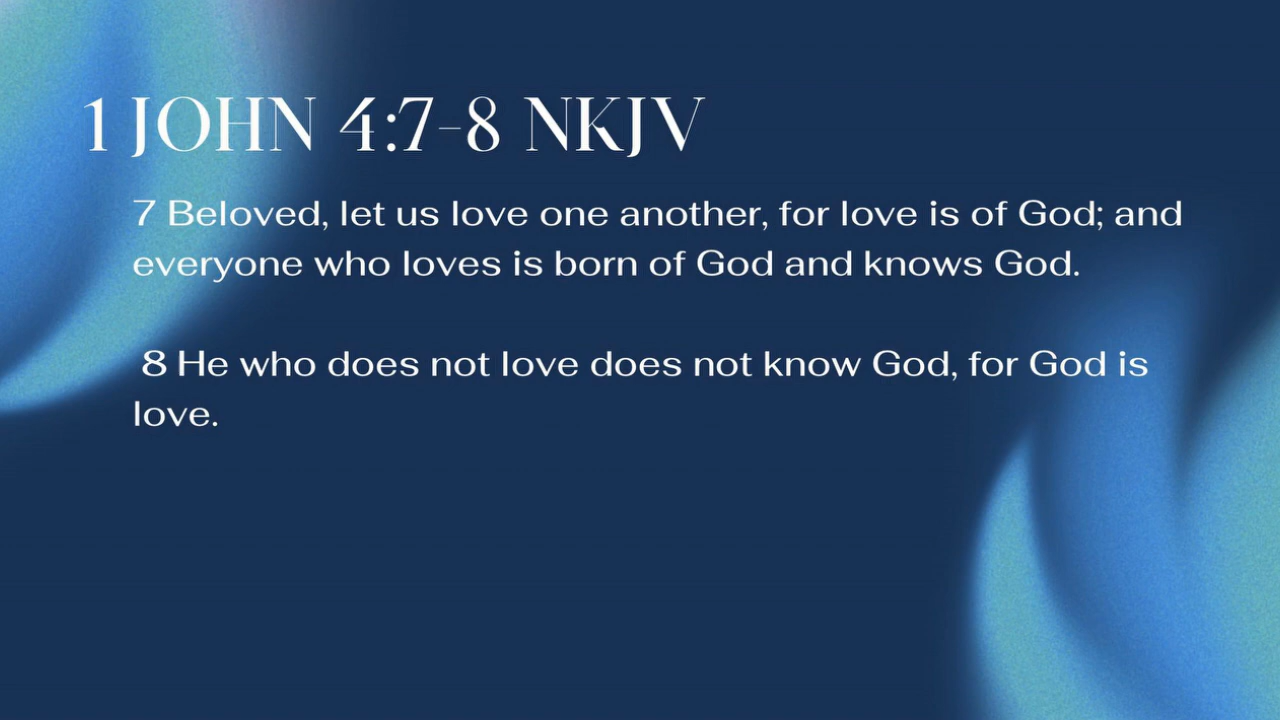 1 JOHN 4:7-8 NKJV
7 Beloved, let us love one another, for love is of God; and
everyone who loves is born of God and knows God.
8 He who does not love does not know God, for God is
love.